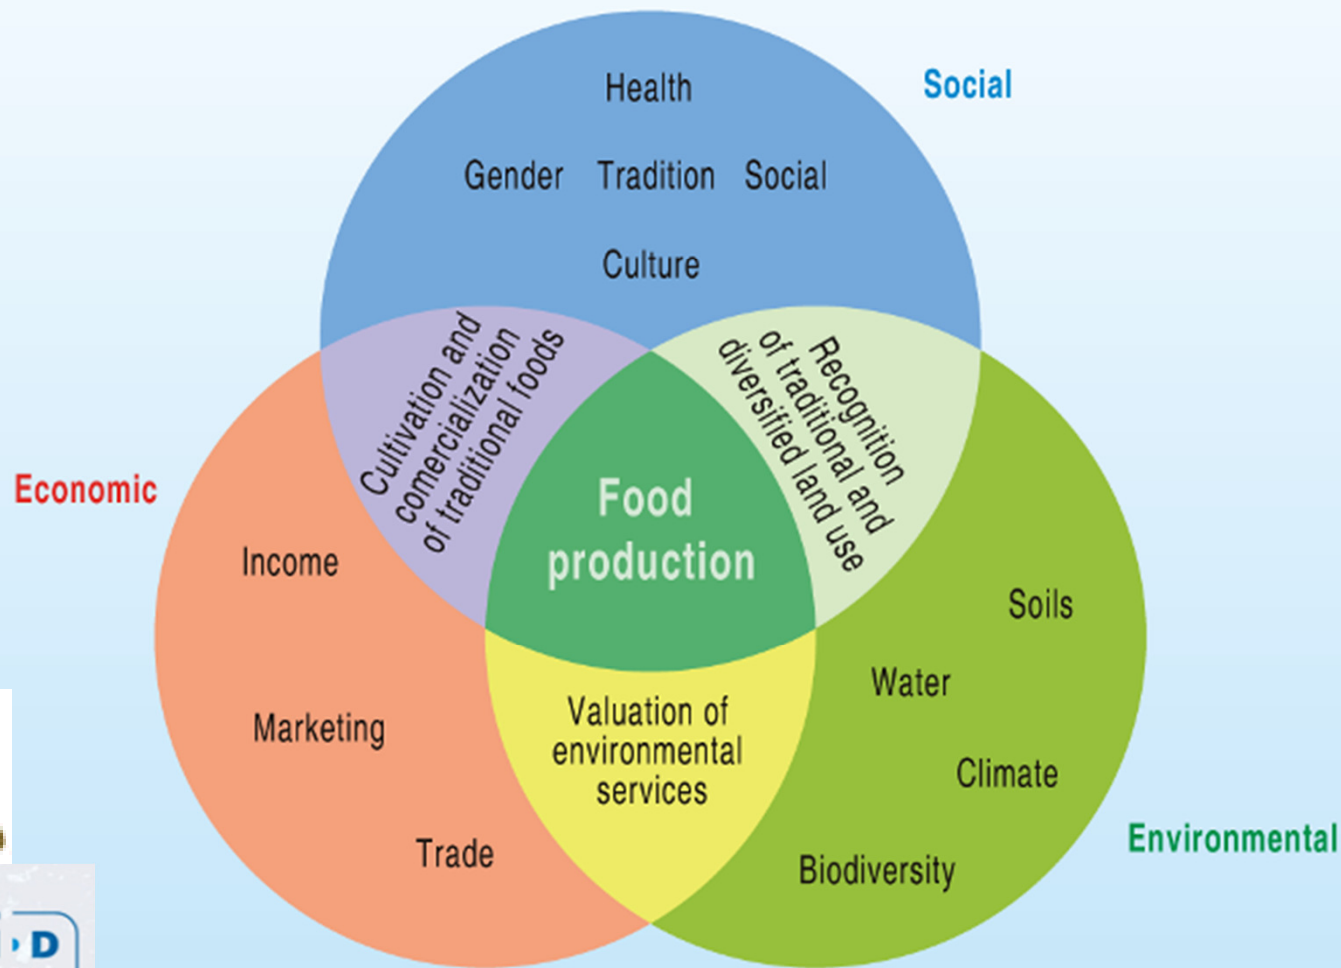 Health
Social
Gender Tradition Social
Culture
Cultivation and
comercialization
of traditional foods
Recognition
of traditional and
diversified land use
Economic
Food
production
Income
Soils
Water
Valuation of
environmental
services
Marketing
Climate
Environmental
Trade
Biodiversity
D